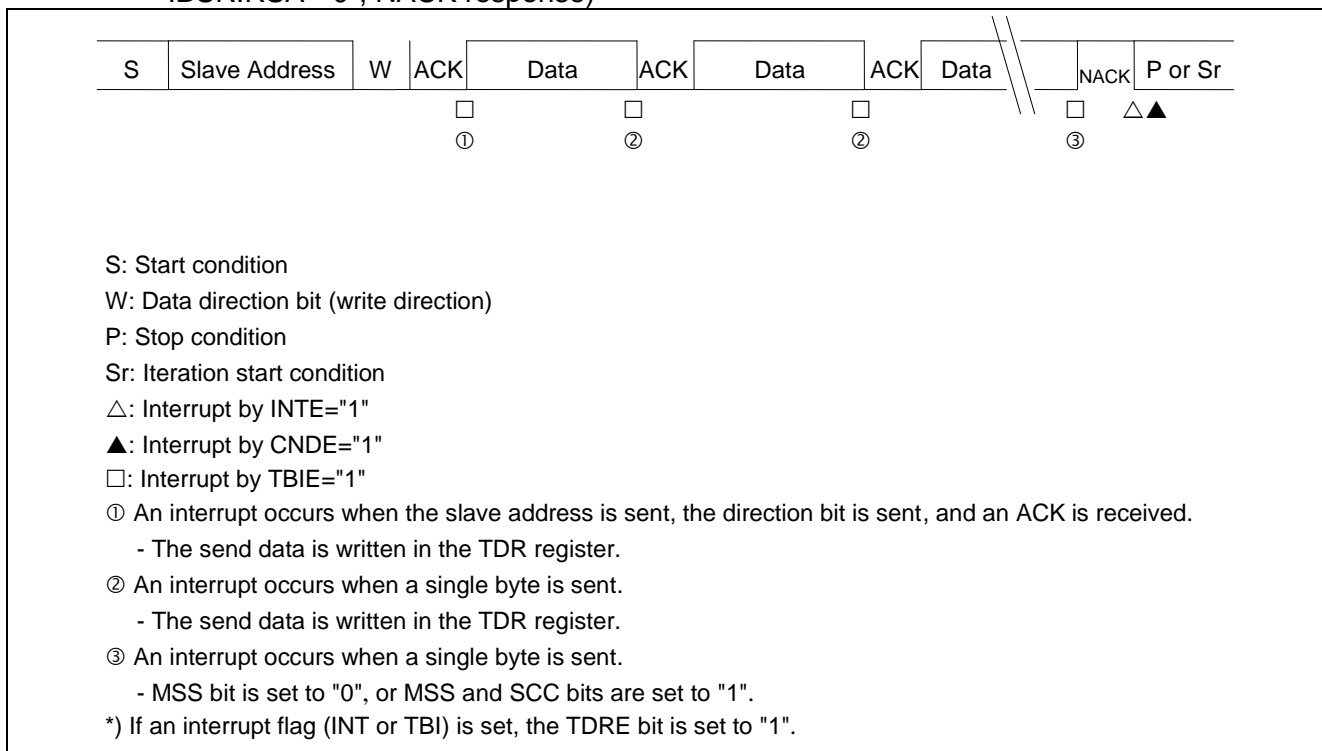 IBSR:RSA="0", NACK response)
S Slave Address W ACK Data ACK Data ACK Data NACK P or Sr
□ □ □ □ △▲
① ② ② ③
S: Start condition
W: Data direction bit (write direction)
P: Stop condition
Sr: Iteration start condition
△: Interrupt by INTE="1"
▲: Interrupt by CNDE="1"
□: Interrupt by TBIE="1"
① An interrupt occurs when the slave address is sent, the direction bit is sent, and an ACK is received.
- The send data is written in the TDR register.
② An interrupt occurs when a single byte is sent.
- The send data is written in the TDR register.
③ An interrupt occurs when a single byte is sent.
- MSS bit is set to "0", or MSS and SCC bits are set to "1".
*) If an interrupt flag (INT or TBI) is set, the TDRE bit is set to "1".